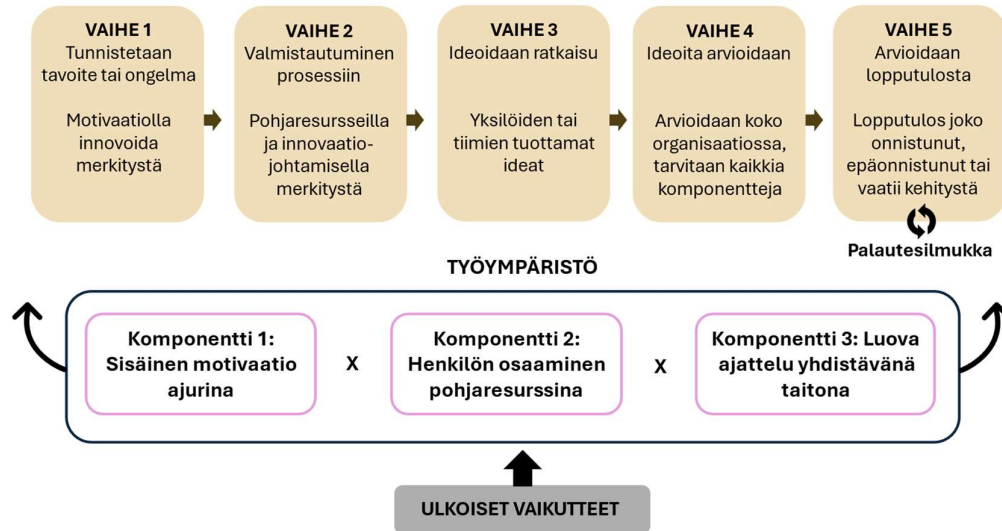 VAIHE 1
Tunnistetaan
tavoite tai ongelma
Motivaatiolla
innovoida
merkitystä
VAIHE 2
Valmistautuminen
prosessiin
Pohjaresursseilla
ja innovaatio-
johtamisella
merkitystä
VAIHE 3
Ideoidaan ratkaisu
Yksilöiden tai
tiimien tuottamat
ideat
VAIHE 4
Ideoita arvioidaan
Arvioidaan koko
organisaatiossa,
tarvitaan kaikkia
komponentteja
VAIHE 5
Arvioidaan
lopputulosta
Lopputulos joko
onnistunut,
epäonnistunut tai
vaatii kehitystä
Palautesilmukka
TYÖYMPÄRISTÖ
Komponentti 1:
Sisäinen motivaatio
ajurina
X
Komponentti 2:
Henkilön osaaminen
pohjaresurssina
X
Komponentti 3: Luova
ajattelu yhdistävänä
taitona
ULKOISET VAIKUTTEET